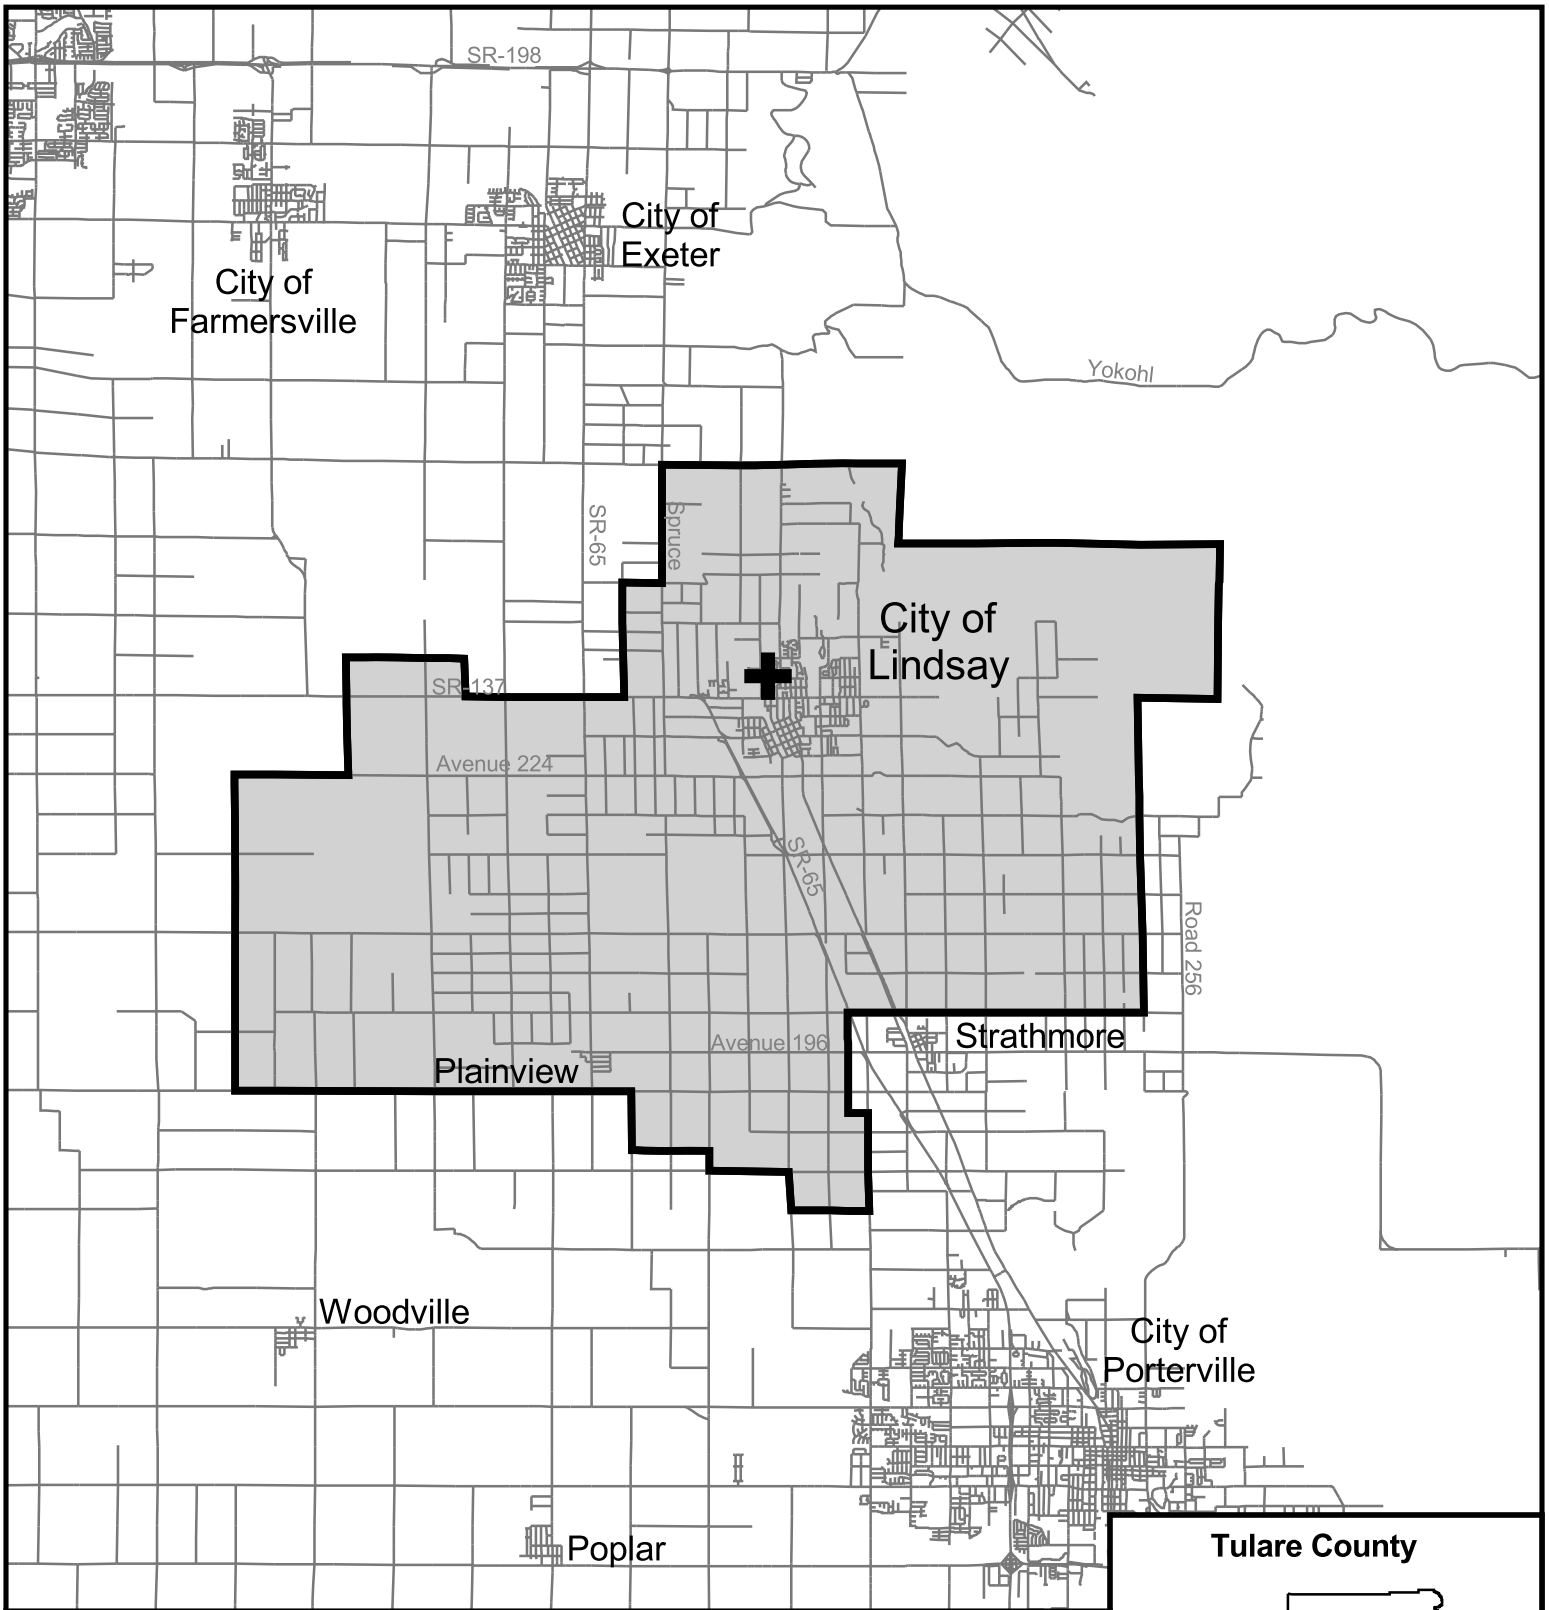 SR-198
City of
Exeter
City of
Farmersville
Yokohl
SR-65
Spruce
City of
Lindsay
SR-137
Avenue 224
SR-65
Road 256
Strathmore
Avenue 196
Plainview
Woodville
City of
Porterville
Poplar
Tulare County